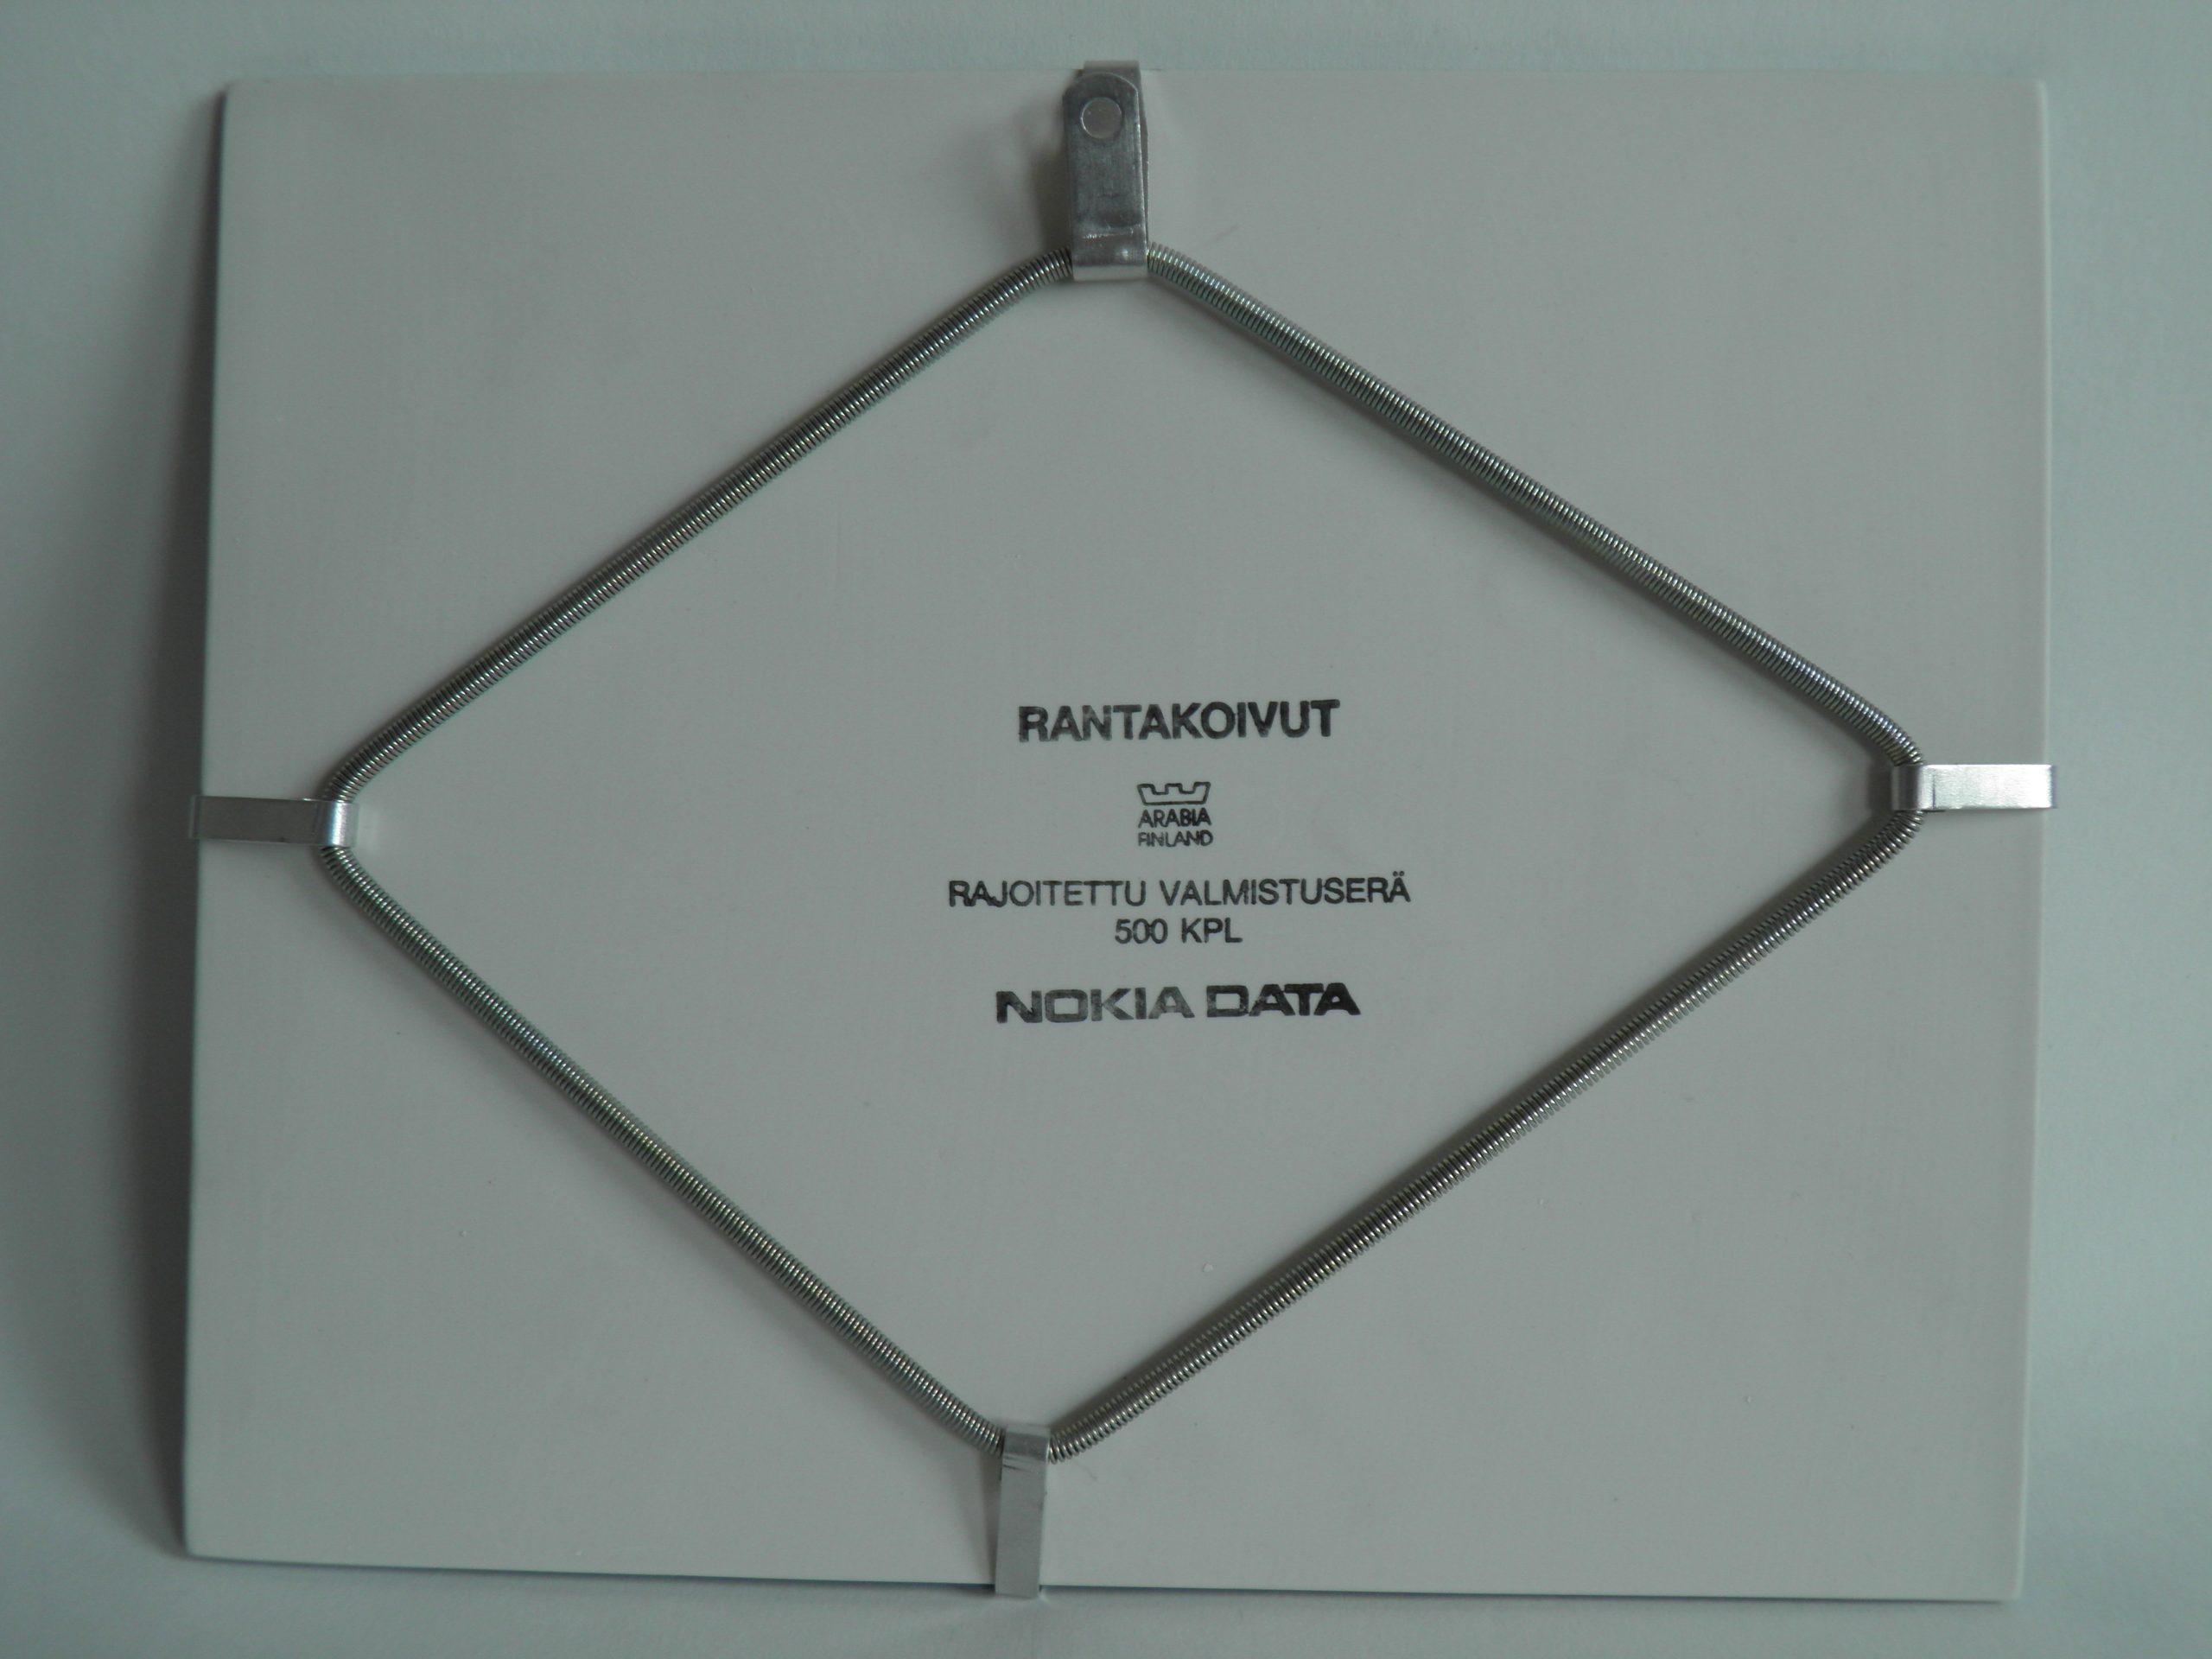 RANTAKOIVUT
ARABIA
FINLAND
RAJOITETTU VALMISTUSERÄ
500 KPL
NOKIA DATA